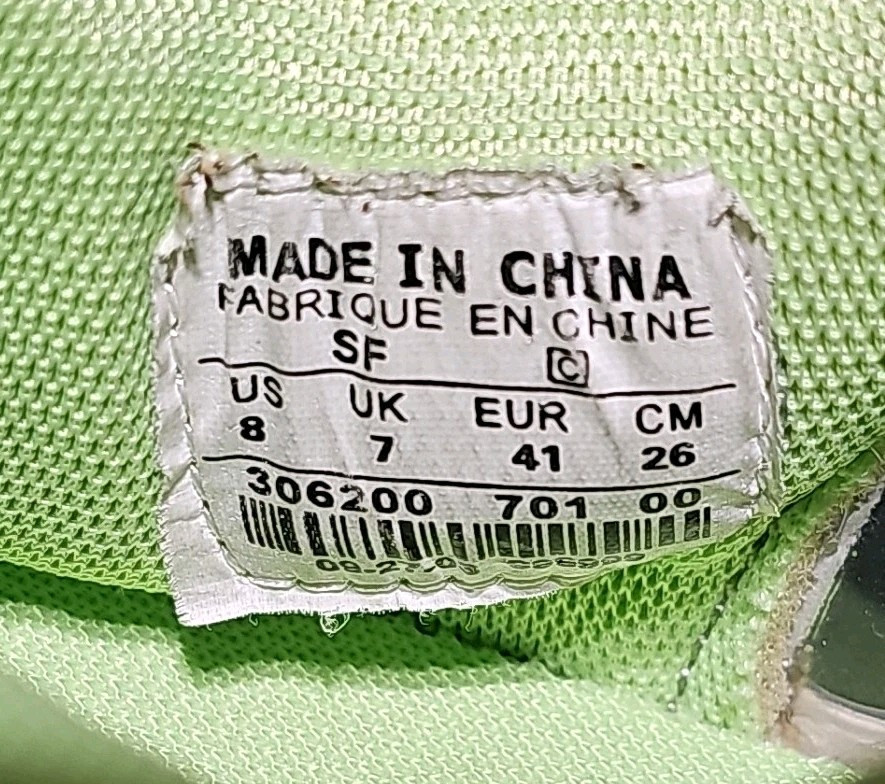 MADE IN CHINA
FABRIQUE EN CHINE
SF C
US UK EUR CM
8 7 41 26
306200 701 00